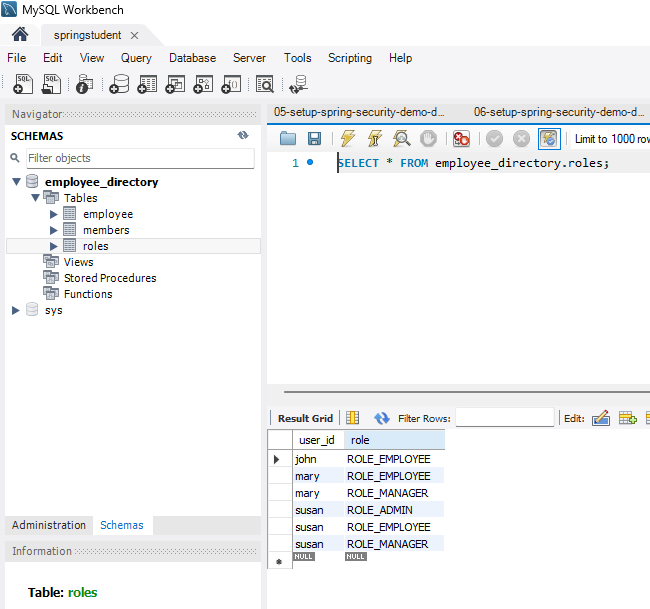 MySQL Workbench
springstudent
File Edit View Query Database Server Tools Scripting Help
Navigator
SCHEMAS
Filter objects
employee_directory
Tables
employee
members
roles
Views
Stored Procedures
Functions
sys
Administration Schemas
Information
Table: roles
05-setup-spring-security-demo-d... 06-setup-spring-security-demo-d...
Limit to 1000 row
1 SELECT * FROM employee_directory.roles;
Result Grid Filter Rows: Edit:
user_id role
john ROLE_EMPLOYEE
mary ROLE_EMPLOYEE
mary ROLE_MANAGER
susan ROLE_ADMIN
susan ROLE_EMPLOYEE
susan ROLE_MANAGER
NULL NULL